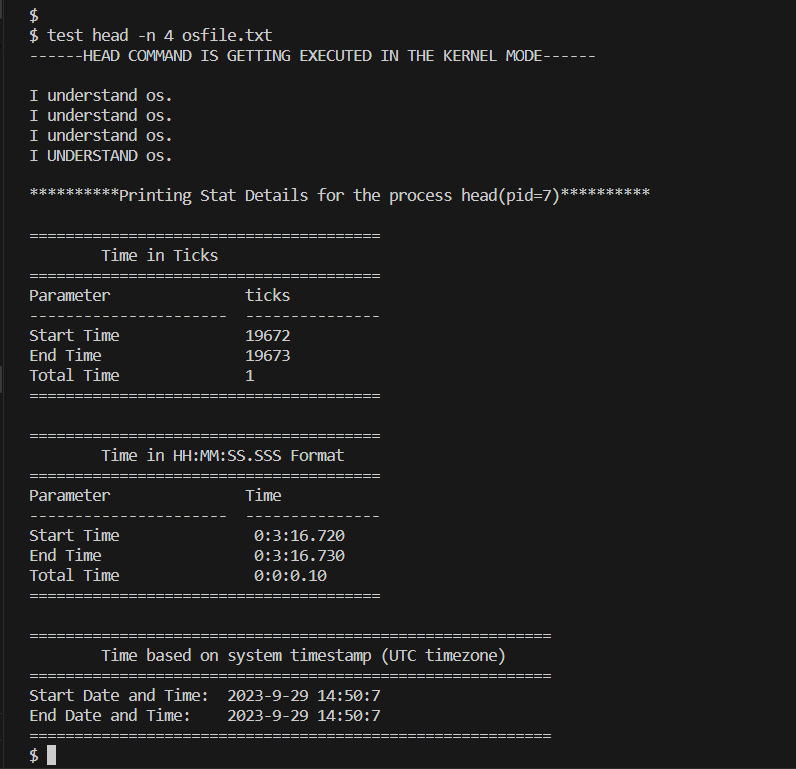 $
$ test head -n 4 osfile.txt
------HEAD COMMAND IS GETTING EXECUTED IN THE KERNEL MODE------
I understand os.
I understand os.
I understand os.
I UNDERSTAND os.
**********Printing Stat Details for the process head(pid=7)**********
=======================================
Time in Ticks
=======================================
Parameter ticks
---------------------- ---------------
Start Time 19672
End Time 19673
Total Time 1
=======================================
=======================================
Time in HH:MM:SS.SSS Format
=======================================
Parameter Time
---------------------- ---------------
Start Time 0:3:16.720
End Time 0:3:16.730
Total Time 0:0:0.10
=======================================
==========================================================
Time based on system timestamp (UTC timezone)
==========================================================
Start Date and Time: 2023-9-29 14:50:7
End Date and Time: 2023-9-29 14:50:7
==========================================================
$